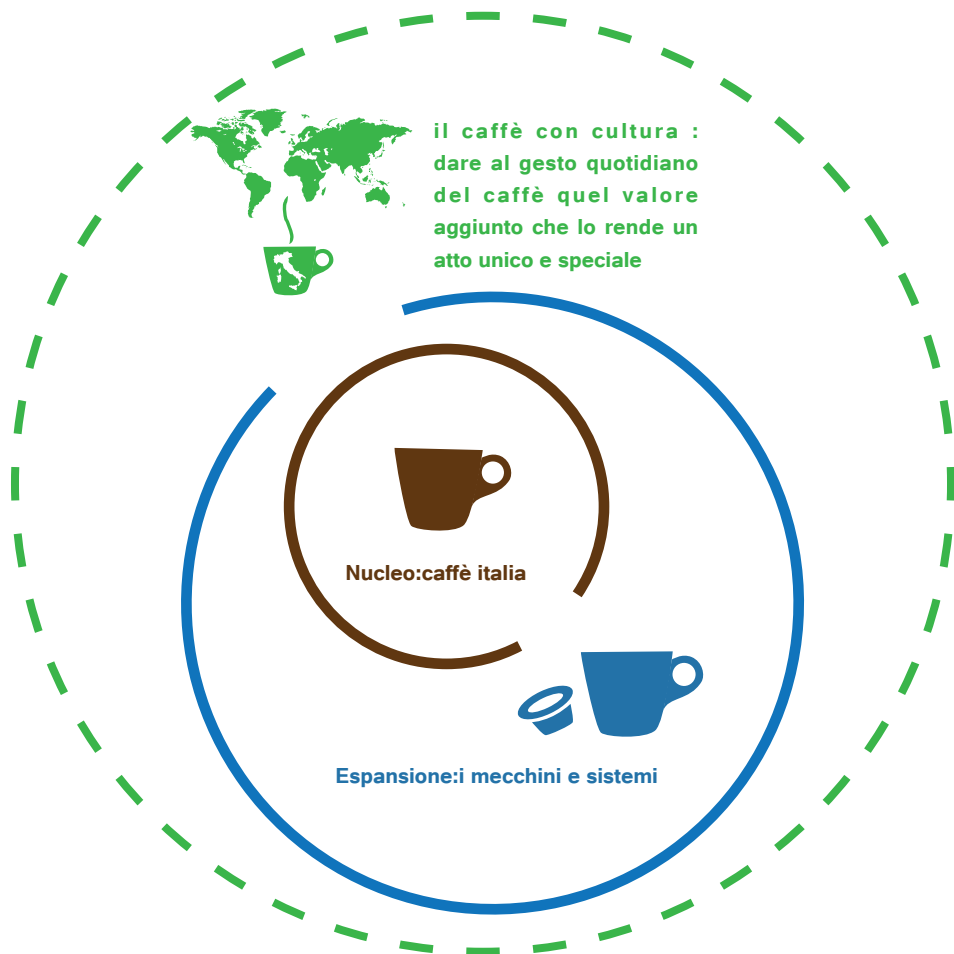 il caffè con cultura :
dare al gesto quotidiano
del caffè quel valore
aggiunto che lo rende un
atto unico e speciale
Nucleo:caffè italia
Espansione:i mecchini e sistemi